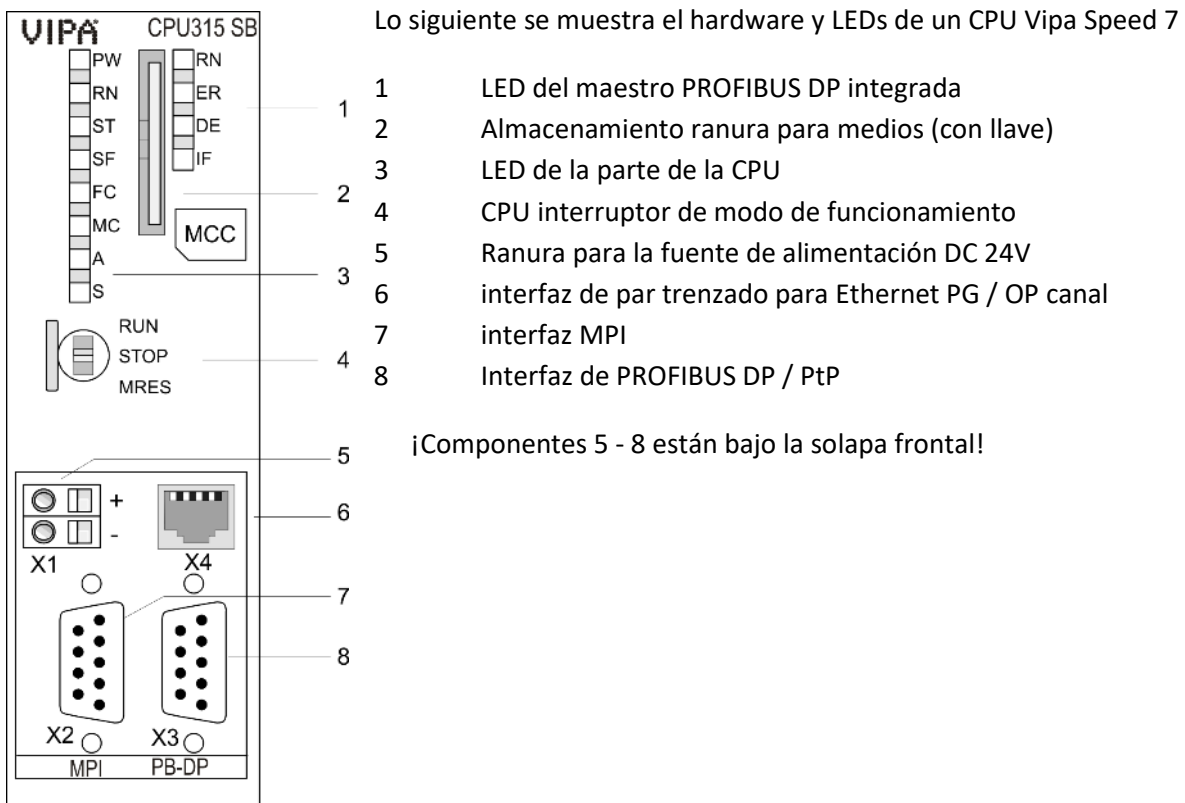 VIPA CPU315 SB
PW
RN
ST
SF
FC
MC
A
S
RN
ER
DE
IF
MCC
RUN
STOP
MRES
1
2
3
4
5
6
7
8
+
-
X1
X4
X2
X3
MPI
PB-DP
Lo siguiente se muestra el hardware y LEDs de un CPU Vipa Speed 7
1 LED del maestro PROFIBUS DP integrada
2 Almacenamiento ranura para medios (con llave)
3 LED de la parte de la CPU
4 CPU interruptor de modo de funcionamiento
5 Ranura para la fuente de alimentación DC 24V
6 interfaz de par trenzado para Ethernet PG / OP canal
7 interfaz MPI
8 Interfaz de PROFIBUS DP / PtP
¡Componentes 5 - 8 están bajo la solapa frontal!